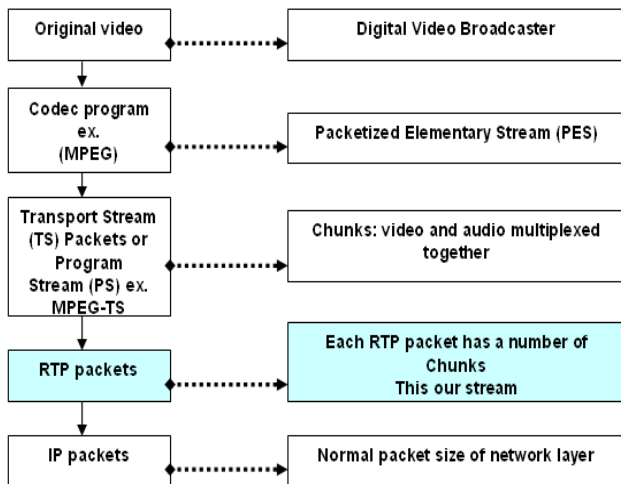 Original video
Digital Video Broadcaster
Codec program
ex.
(MPEG)
Packetized Elementary Stream (PES)
Transport Stream
(TS) Packets or
Program
Stream (PS) ex.
MPEG-TS
Chunks: video and audio multiplexed
together
RTP packets
Each RTP packet has a number of
Chunks
This our stream
IP packets
Normal packet size of network layer